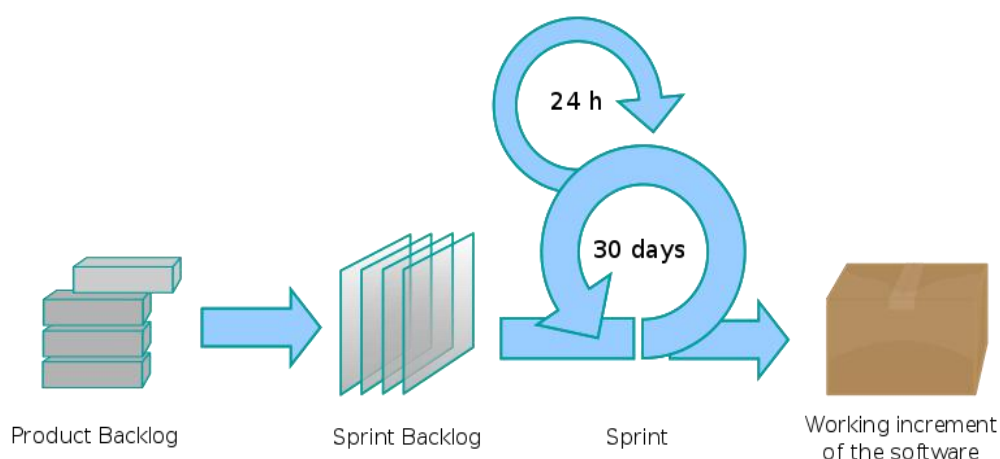 24 h
30 days
Product Backlog
Sprint Backlog
Sprint
Working increment
of the software